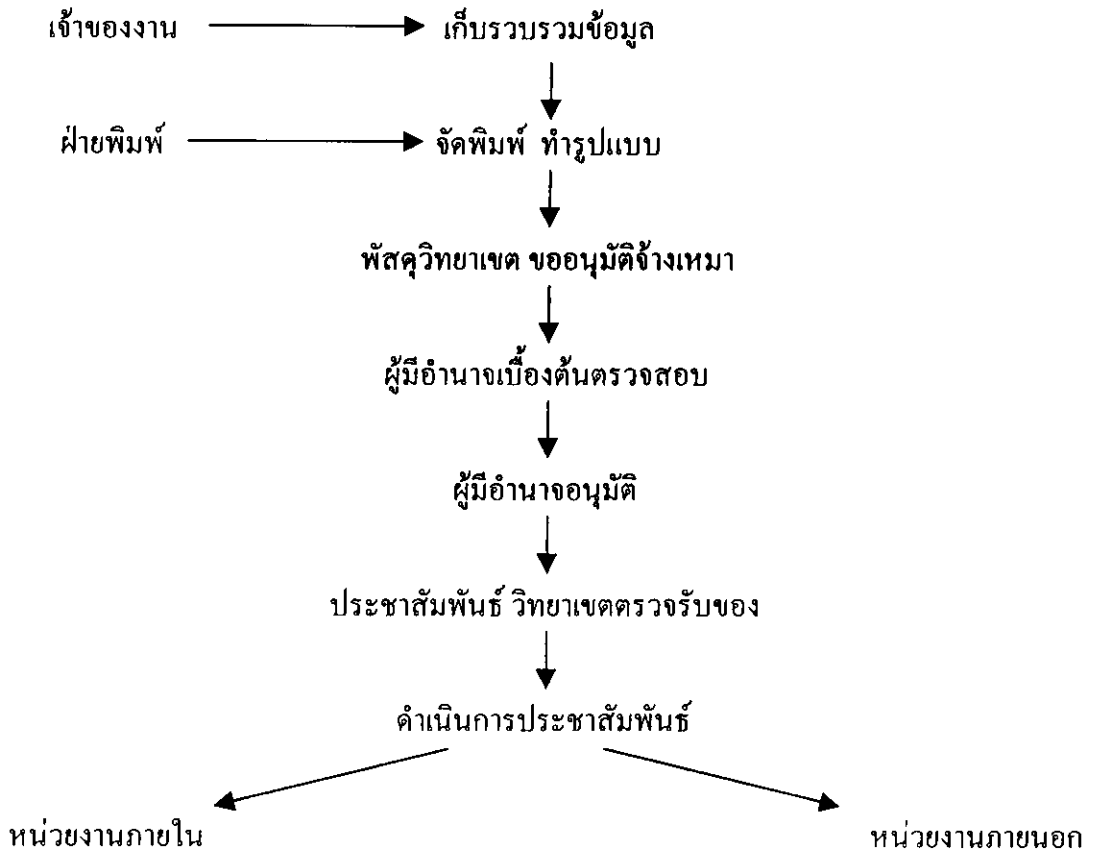 เจ้าของงาน เก็บรวบรวมข้อมูล
ฝ่ายพิมพ์ จัดพิมพ์ ทำรูปแบบ
พัสดุวิทยาเขต ขออนุมัติจ้างเหมา
ผู้มีอำนาจเบื้องต้นตรวจสอบ
ผู้มีอำนาจอนุมัติ
ประชาสัมพันธ์ วิทยาเขตตรวจรับของ
ดำเนินการประชาสัมพันธ์
หน่วยงานภายใน หน่วยงานภายนอก